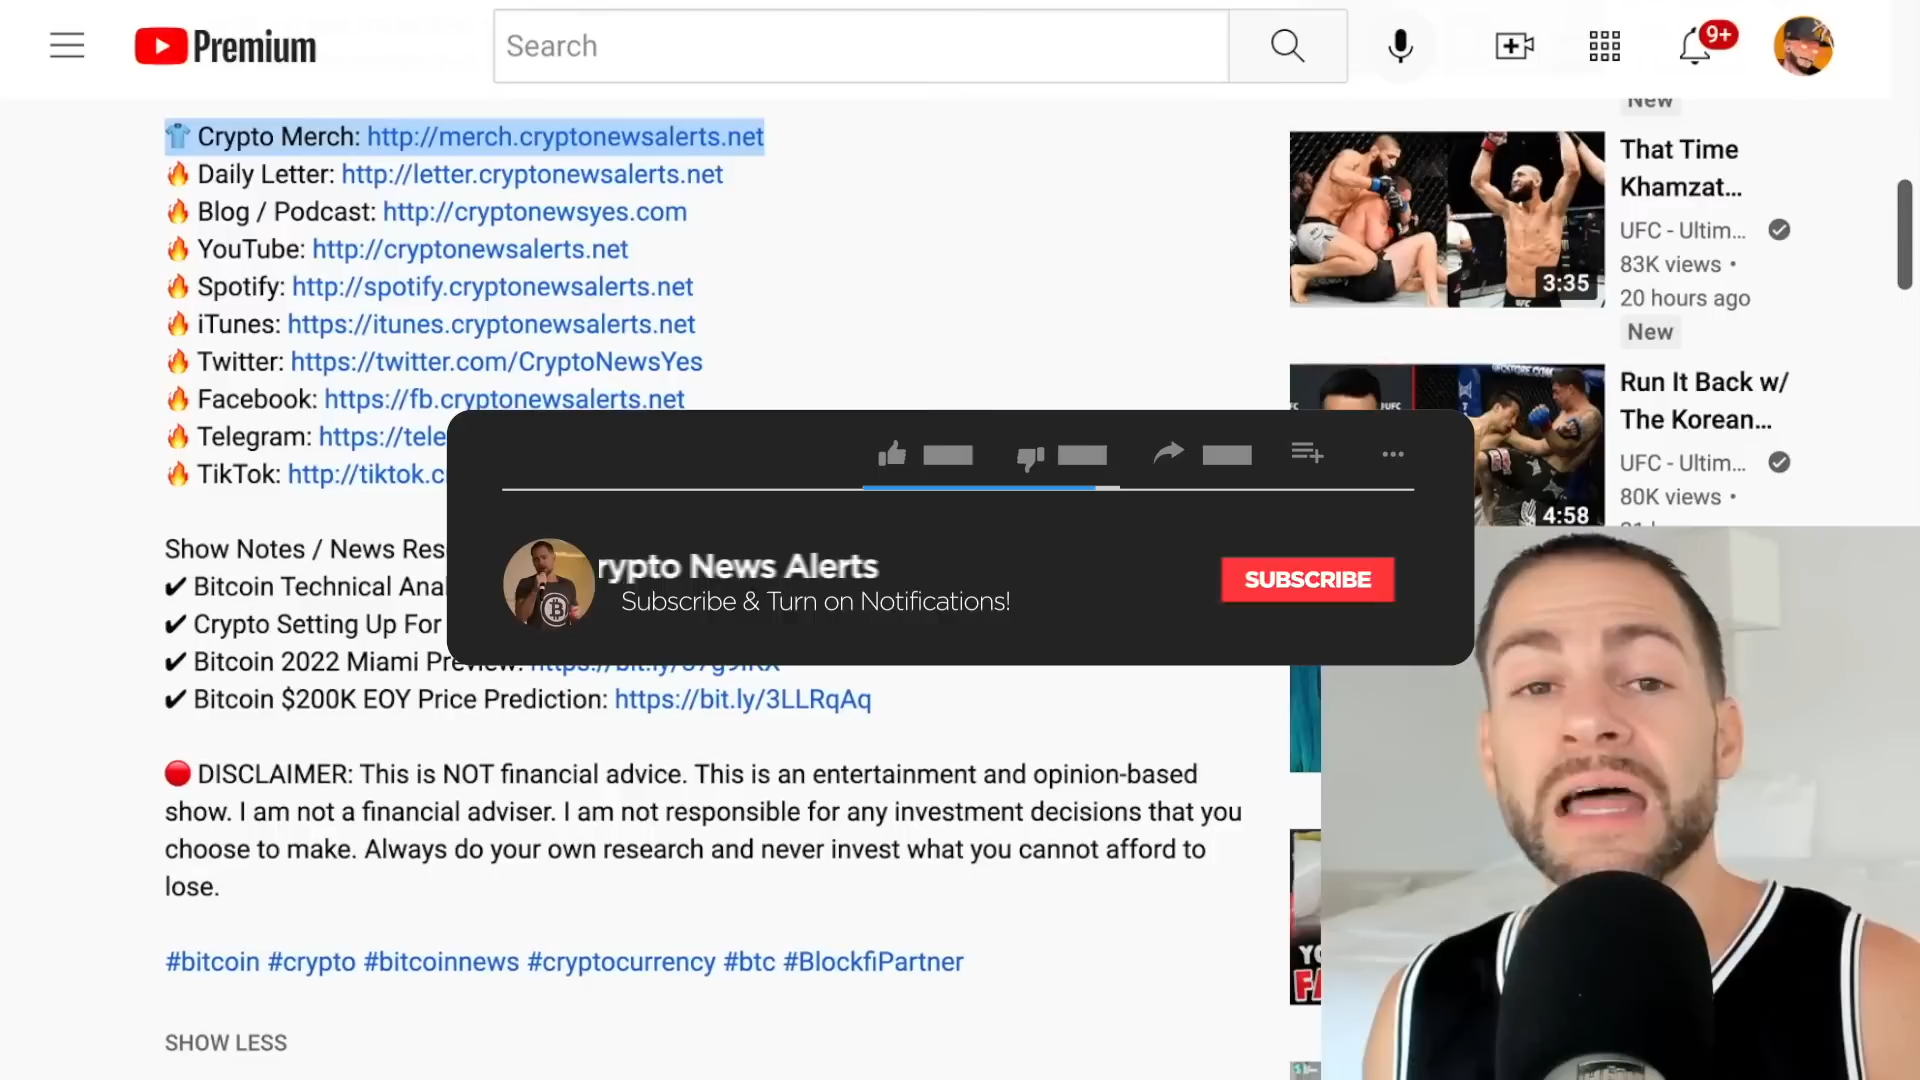 Premium
Search
9+
Crypto Merch: http://merch.cryptonewsalerts.net
Daily Letter: http://letter.cryptonewsalerts.net
Blog / Podcast: http://cryptonewsyes.com
YouTube: http://cryptonewsalerts.net
Spotify: http://spotify.cryptonewsalerts.net
iTunes: https://itunes.cryptonewsalerts.net
Twitter: https://twitter.com/CryptoNewsYes
Facebook: https://fb.cryptonewsalerts.net
Telegram: https://tele
TikTok: http://tiktok.c
Show Notes / News Res
✔ Bitcoin Technical Anal
✔ Crypto Setting Up For
✔ Bitcoin 2022 Miami Preview:
✔ Bitcoin $200K EOY Price Prediction: https://bit.ly/3LLRqAq
DISCLAIMER: This is NOT financial advice. This is an entertainment and opinion-based
show. I am not a financial adviser. I am not responsible for any investment decisions that you
choose to make. Always do your own research and never invest what you cannot afford to
lose.
#bitcoin #crypto #bitcoinnews #cryptocurrency #btc #BlockfiPartner
SHOW LESS
rypto News Alerts
Subscribe & Turn on Notifications!
SUBSCRIBE
New
3:35
That Time
Khamzat...
UFC - Ultim...
83K views •
20 hours ago
New
4:58
Run It Back w/
The Korean...
UFC - Ultim...
80K views •